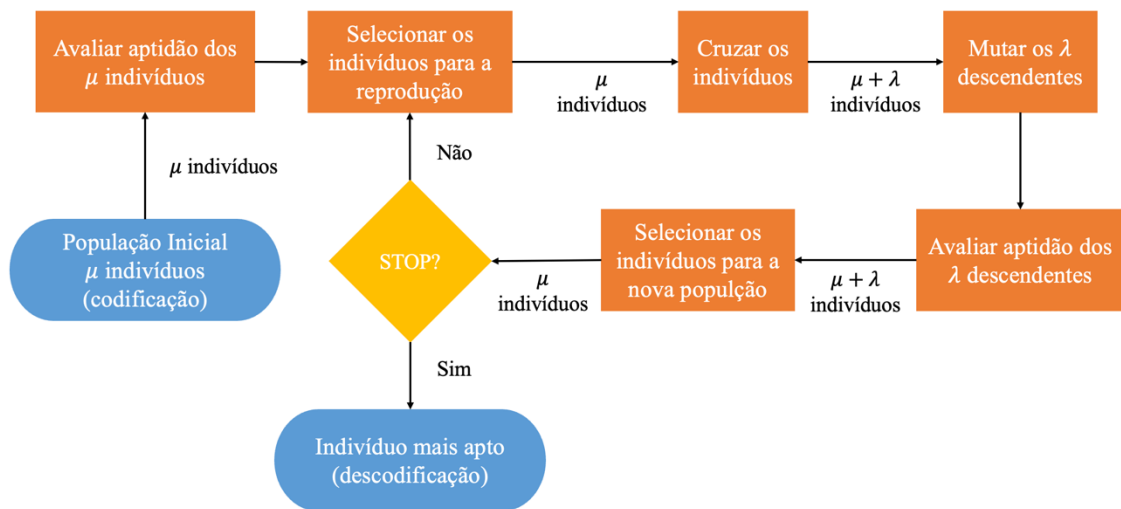 Avaliar aptidão dos
μ indivíduos
Selecionar os
indivíduos para a
reprodução
μ
indivíduos
Cruzar os
indivíduos
μ + λ
indivíduos
Mutar os λ
descendentes
μ indivíduos
Não
População Inicial
μ indivíduos
(codificação)
STOP?
μ
indivíduos
Selecionar os
indivíduos para a
nova populção
μ + λ
indivíduos
Avaliar aptidão dos
λ descendentes
Sim
Indivíduo mais apto
(descodificação)